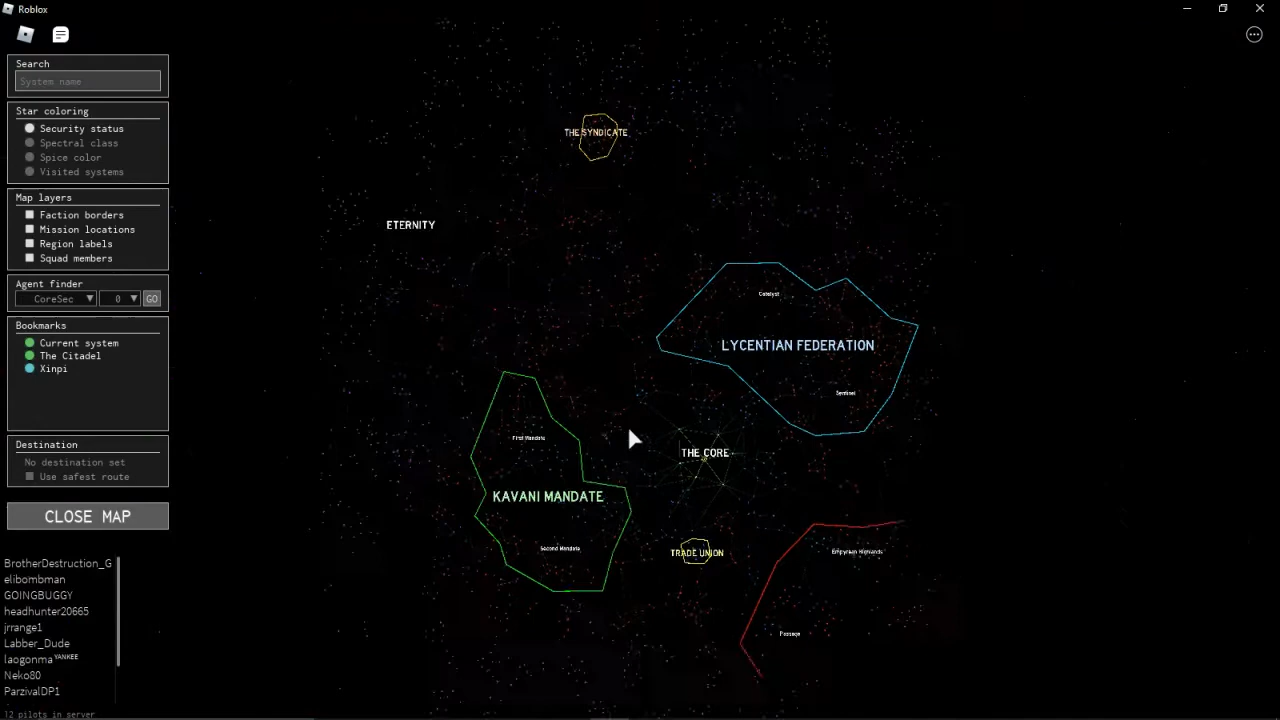 Roblox
Search
System name
Star coloring
Security status
Spectral class
Spice color
Visited systems
Map layers
Faction borders
Mission locations
Region labels
Squad members
Agent finder
CoreSec 0 GO
Bookmarks
Current system
The Citadel
Xinpi
Destination
No destination set
Use safest route
CLOSE MAP
BrotherDestruction_G
elibombman
GOINGBUGGY
headhunter20665
jrrange1
Labber_Dude
laogonma YANKEE
Neko80
ParzivalDP1
12 pilots in server
THE SYNDICATE
ETERNITY
Catalyst
LYCENTIAN FEDERATION
Sentinel
First Mandate
THE CORE
KAVANI MANDATE
Second Mandate
TRADE UNION
Empyrean Highlands
Passage